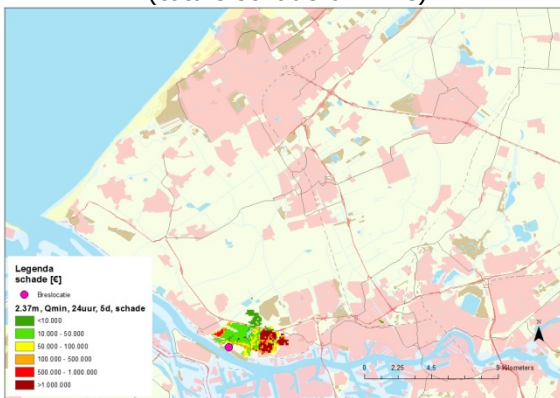 Legenda
schade [€]
Breslocatie
2.37m, Qmin, 24uur, 5d, schade
<10.000
10.000 - 50.000
50.000 - 100.000
100.000 - 500.000
500.000 - 1.000.000
>1.000.000
N
0 2.25 4.5 9 Kilometers